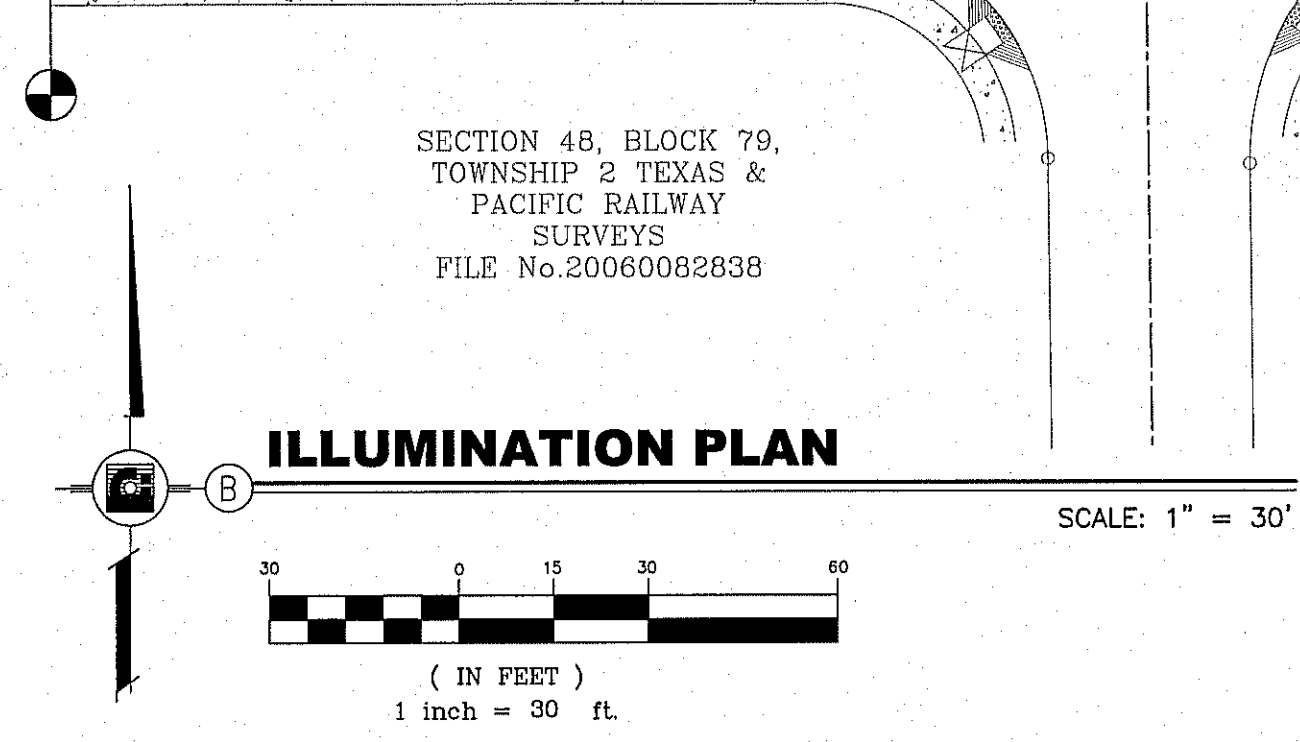 SECTION 48, BLOCK 79,
TOWNSHIP 2 TEXAS &
PACIFIC RAILWAY
SURVEYS
FILE No.20060082838
B
ILLUMINATION PLAN
SCALE: 1" = 30'
30 0 15 30 60
( IN FEET )
1 inch = 30 ft.